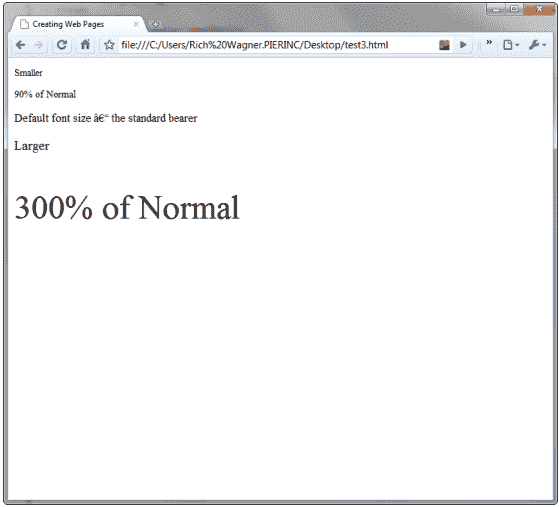 Creating Web Pages
file:///C:/Users/Rich%20Wagner.PIERINC/Desktop/test3.html
Smaller
90% of Normal
Default font size â€“ the standard bearer
Larger
300% of Normal